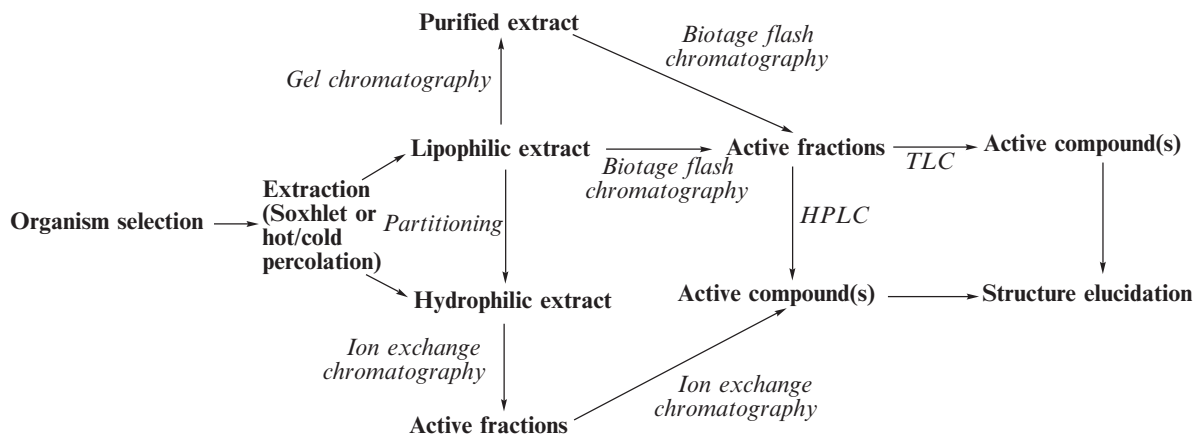 Purified extract
Biotage flash
chromatography
Gel chromatography
Lipophilic extract
Biotage flash
chromatography
Active fractions
TLC
Active compound(s)
Organism selection
Extraction
(Soxhlet or
hot/cold
percolation)
Partitioning
HPLC
Hydrophilic extract
Active compound(s)
Structure elucidation
Ion exchange
chromatography
Ion exchange
chromatography
Active fractions